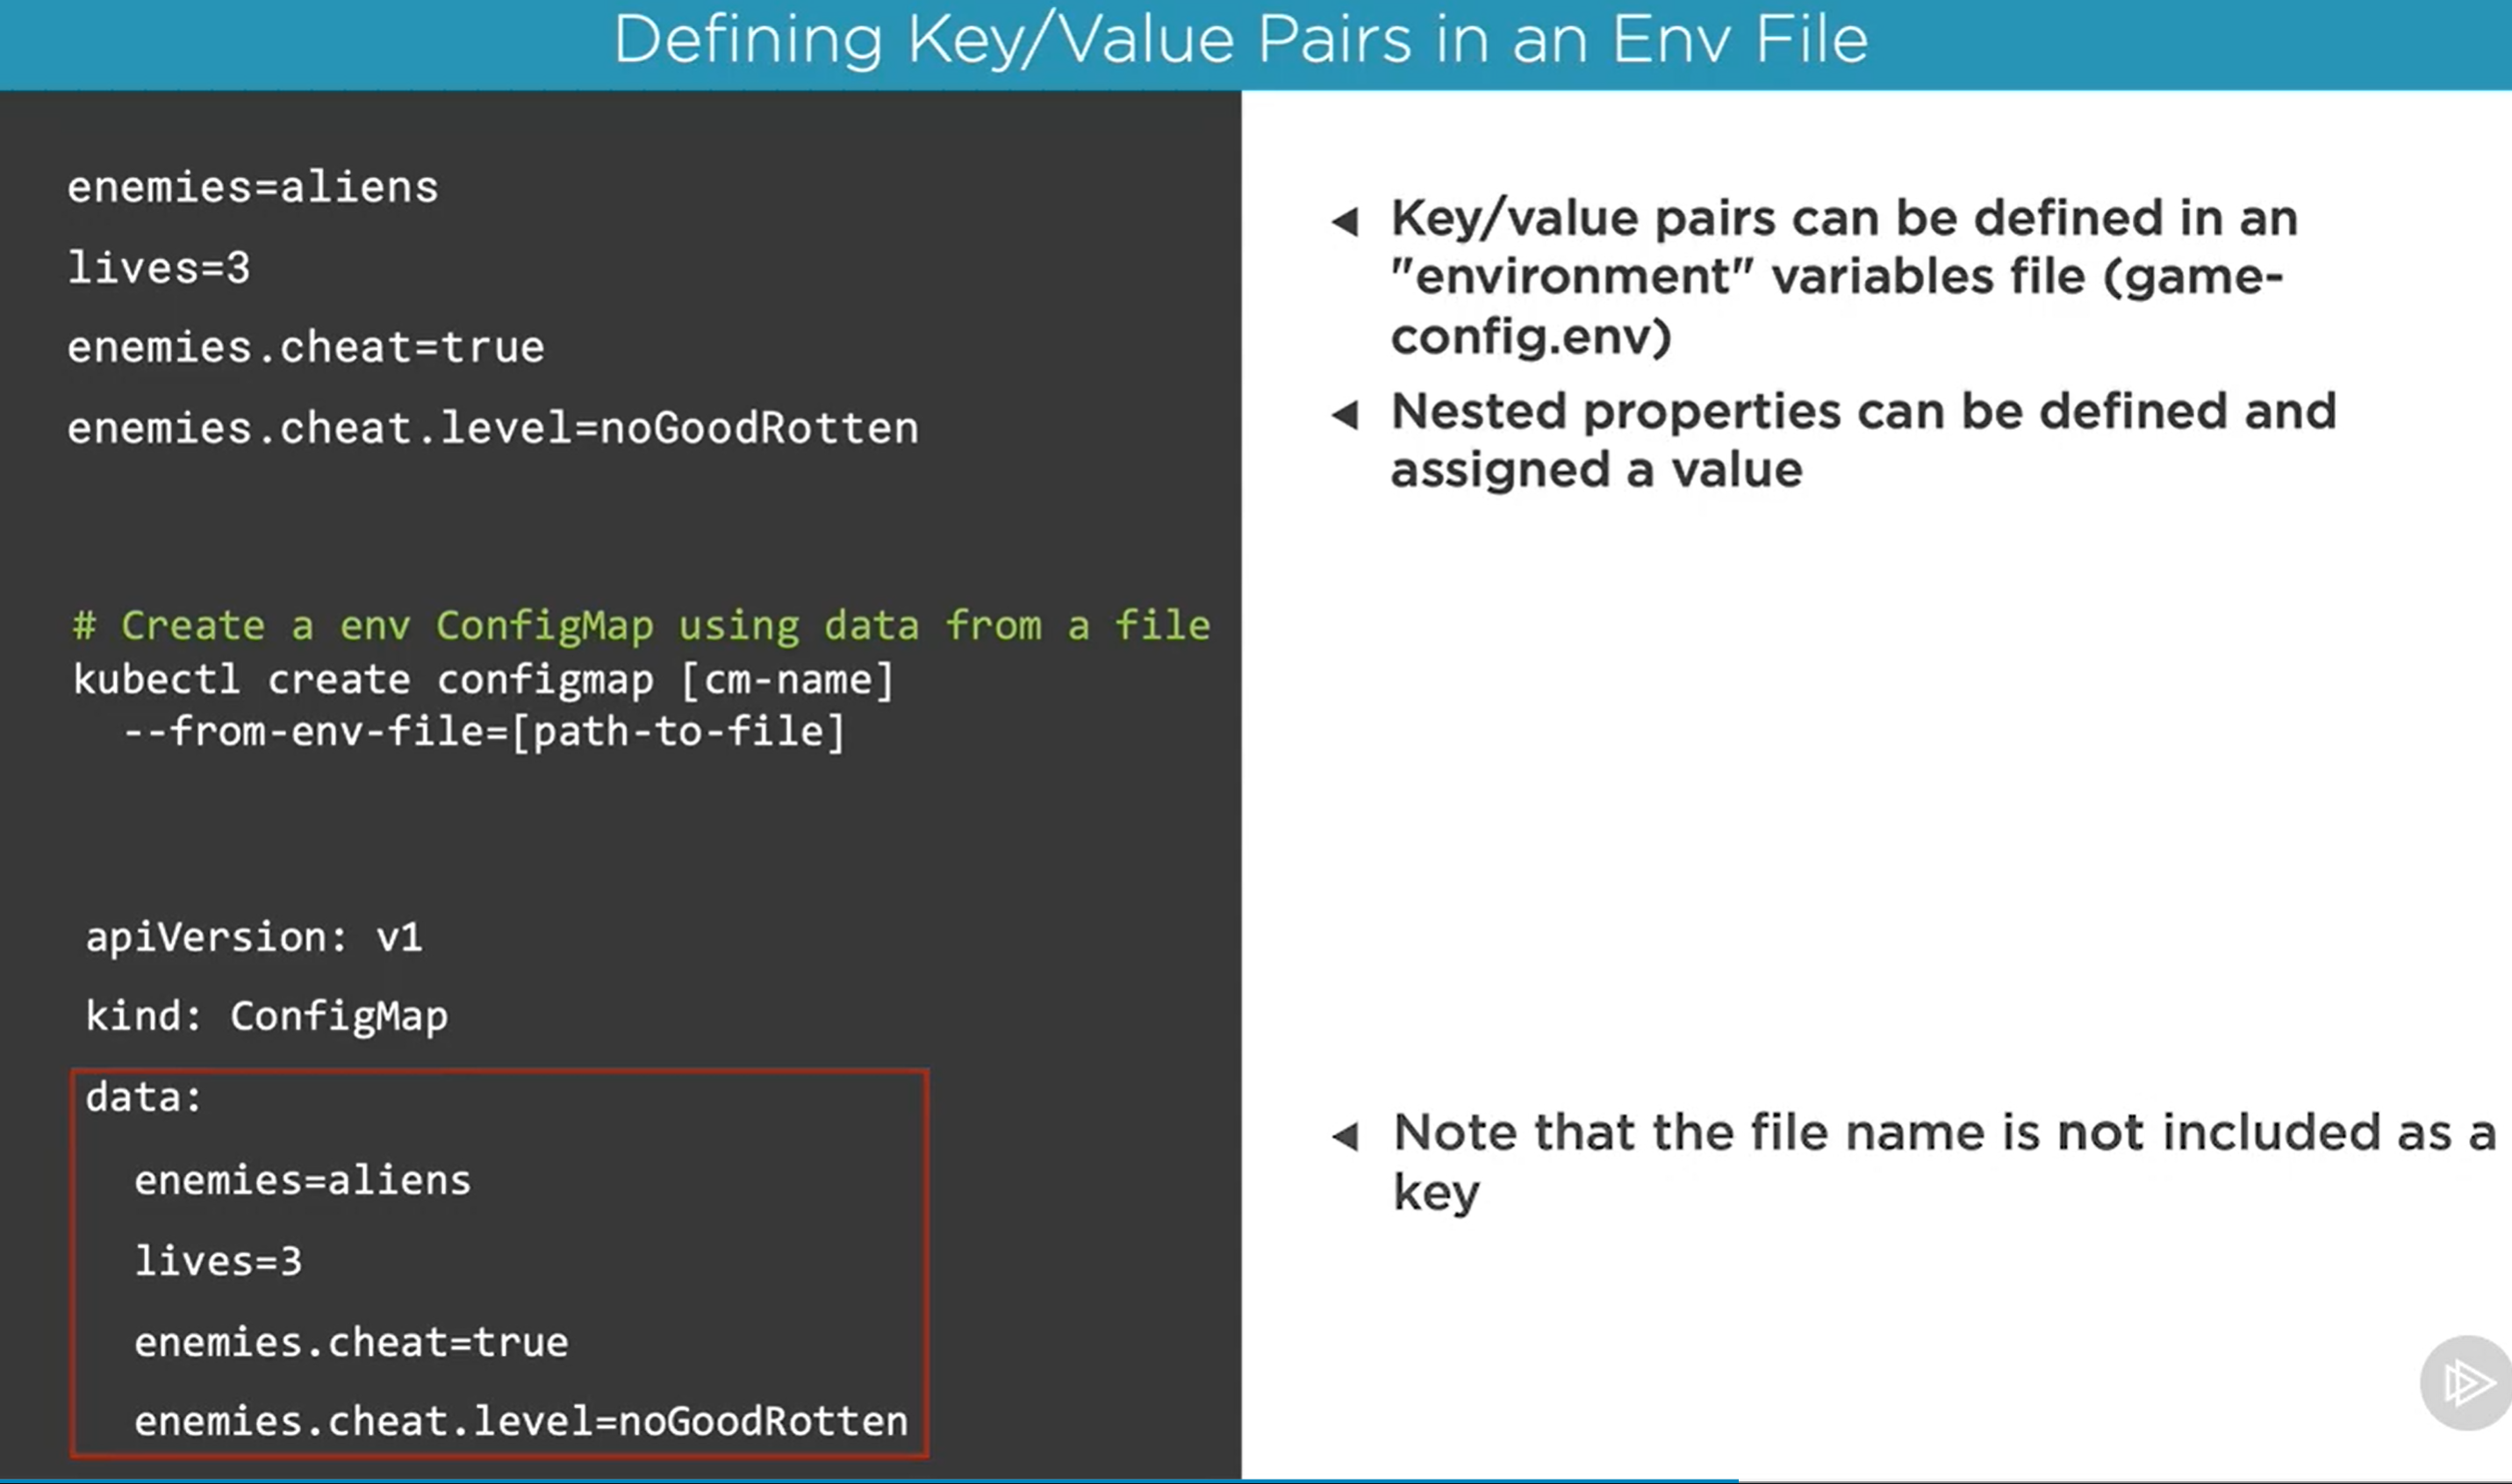 Defining Key/Value Pairs in an Env File
enemies=aliens
lives=3
enemies.cheat=true
enemies.cheat.level=noGoodRotten
Key/value pairs can be defined in an
"environment" variables file (game-
config.env)
Nested properties can be defined and
assigned a value
# Create a env ConfigMap using data from a file
kubectl create configmap [cm-name]
--from-env-file=[path-to-file]
apiVersion: v1
kind: ConfigMap
data:
enemies=aliens
lives=3
enemies.cheat=true
enemies.cheat.level=noGoodRotten
Note that the file name is not included as a
key